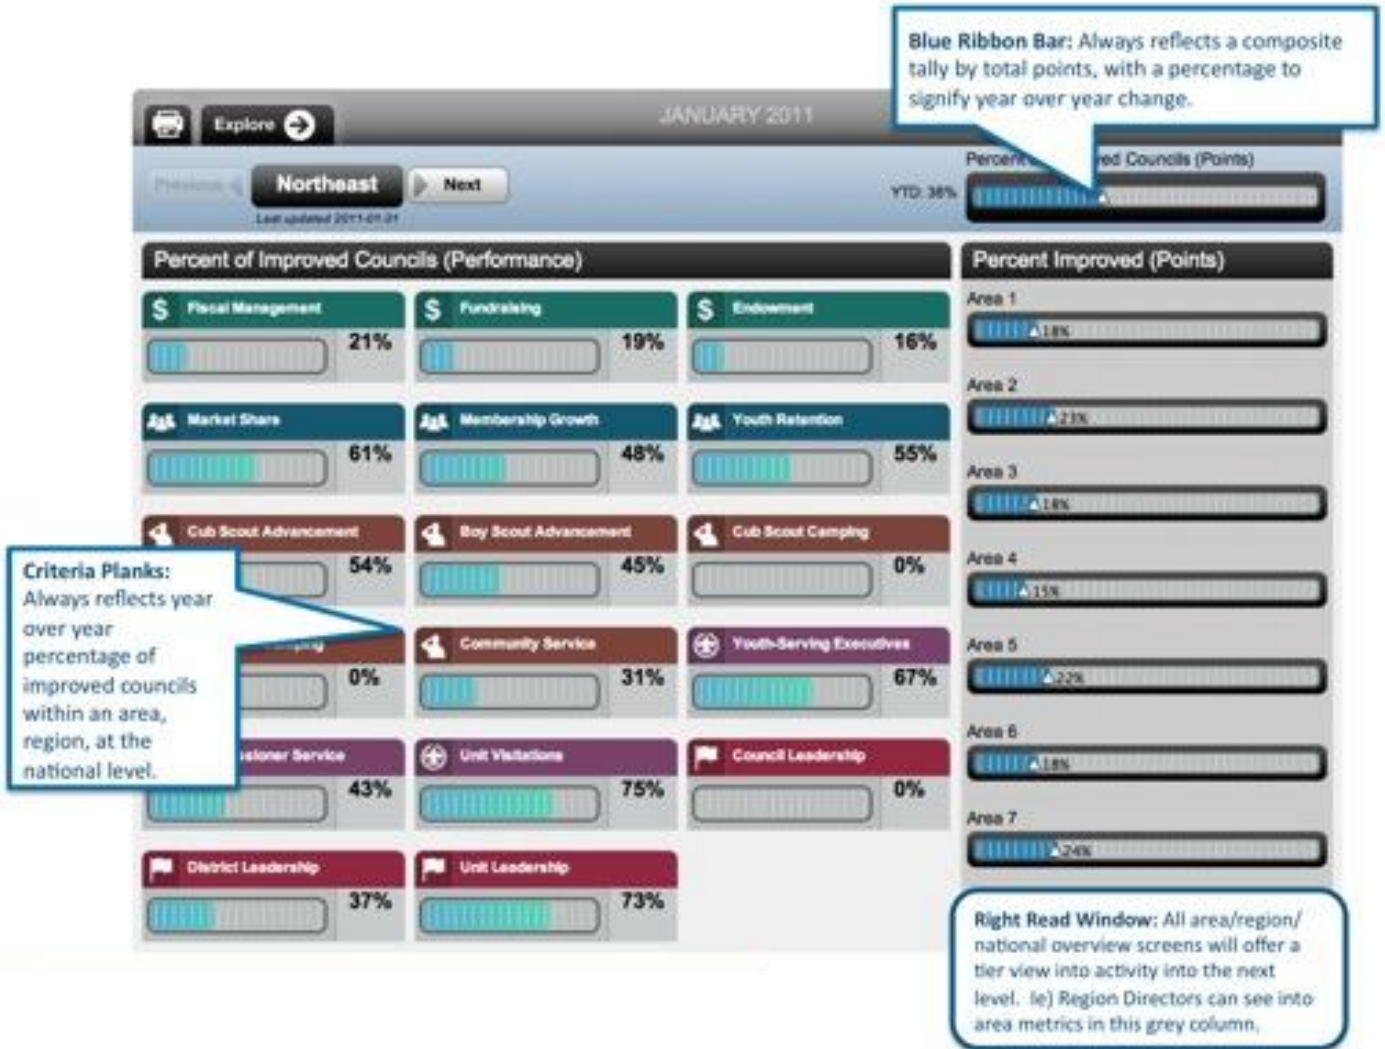 Blue Ribbon Bar: Always reflects a composite
tally by total points, with a percentage to
signify year over year change.
Explore
JANUARY 2011
Previous
Northeast
Next
Last updated 2011-01-31
Percent
ved Councils (Points)
YTD: 36%
Percent of Improved Councils (Performance)
Percent Improved (Points)
$ Fiscal Management
21%
$ Fundraising
19%
$ Endowment
16%
Market Share
61%
Membership Growth
48%
Youth Retention
55%
Cub Scout Advancement
54%
Boy Scout Advancement
45%
Cub Scout Camping
0%
Criteria Planks:
Always reflects year
over year
percentage of
improved councils
within an area,
region, at the
national level.
0%
Community Service
31%
Youth-Serving Executives
67%
Service
43%
Unit Visitations
75%
Council Leadership
0%
District Leadership
37%
Unit Leadership
73%
Area 1
18%
Area 2
23%
Area 3
18%
Area 4
15%
Area 5
22%
Area 6
18%
Area 7
24%
Right Read Window: All area/region/
national overview screens will offer a
tier view into activity into the next
level. Ie) Region Directors can see into
area metrics in this grey column.